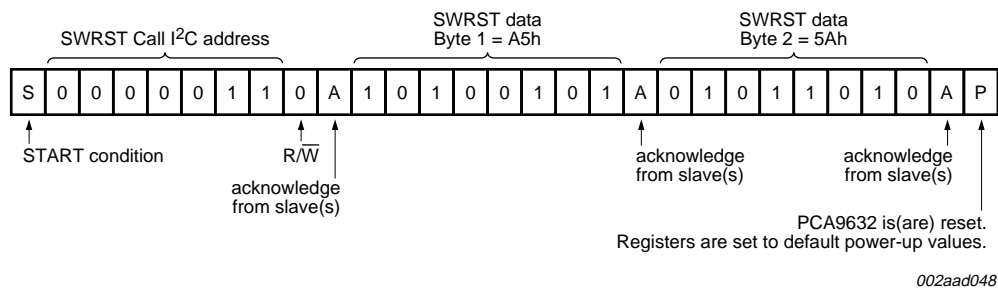 SWRST Call I2C address
SWRST data
Byte 1 = A5h
SWRST data
Byte 2 = 5Ah
S 0 0 0 0 0 1 1 0 A 1 0 1 0 0 1 0 1 A 0 1 0 1 1 0 1 0 A P
START condition
R/W̅
acknowledge
from slave(s)
acknowledge
from slave(s)
acknowledge
from slave(s)
PCA9632 is(are) reset.
Registers are set to default power-up values.
002aad048